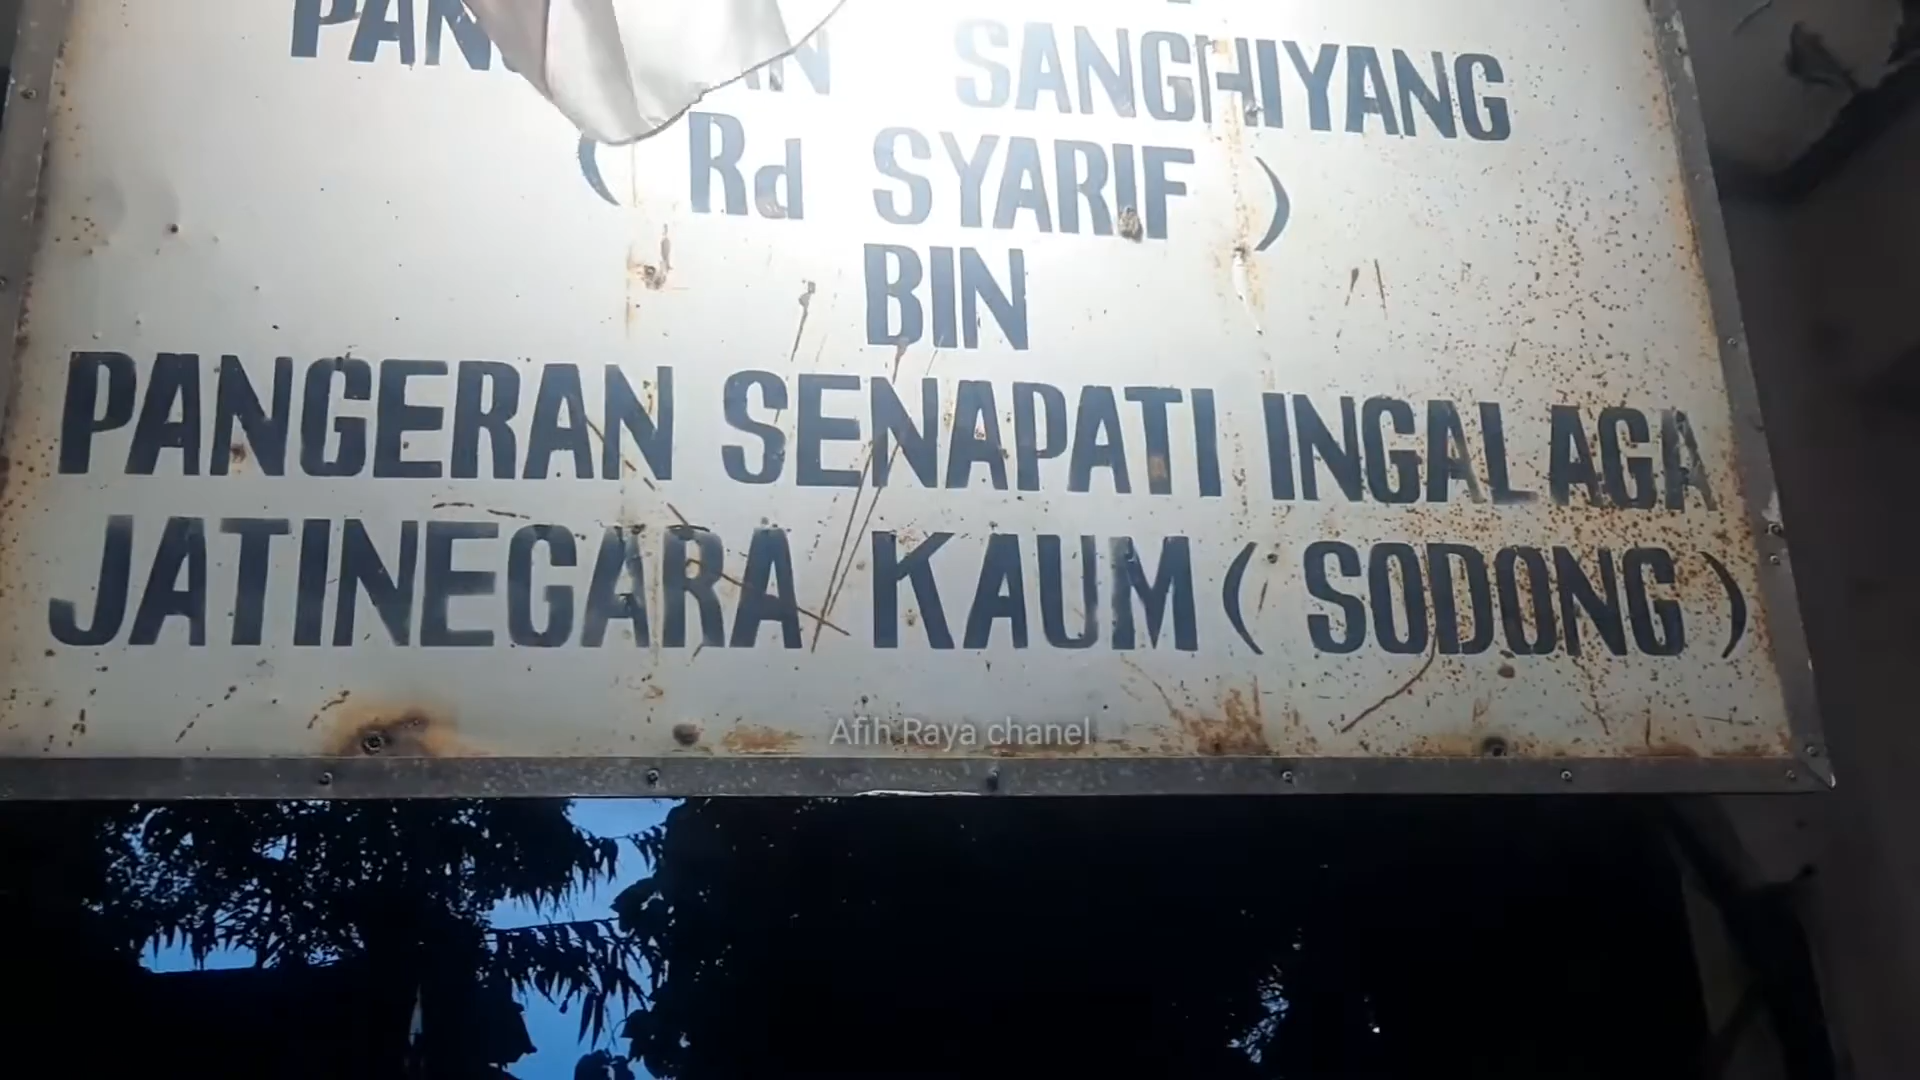 SANGHIYANG
( Rd SYARIF )
BIN
PANGERAN SENAPATI INGALAGA
JATINEGARA KAUM ( SODONG )
Afih Raya chanel